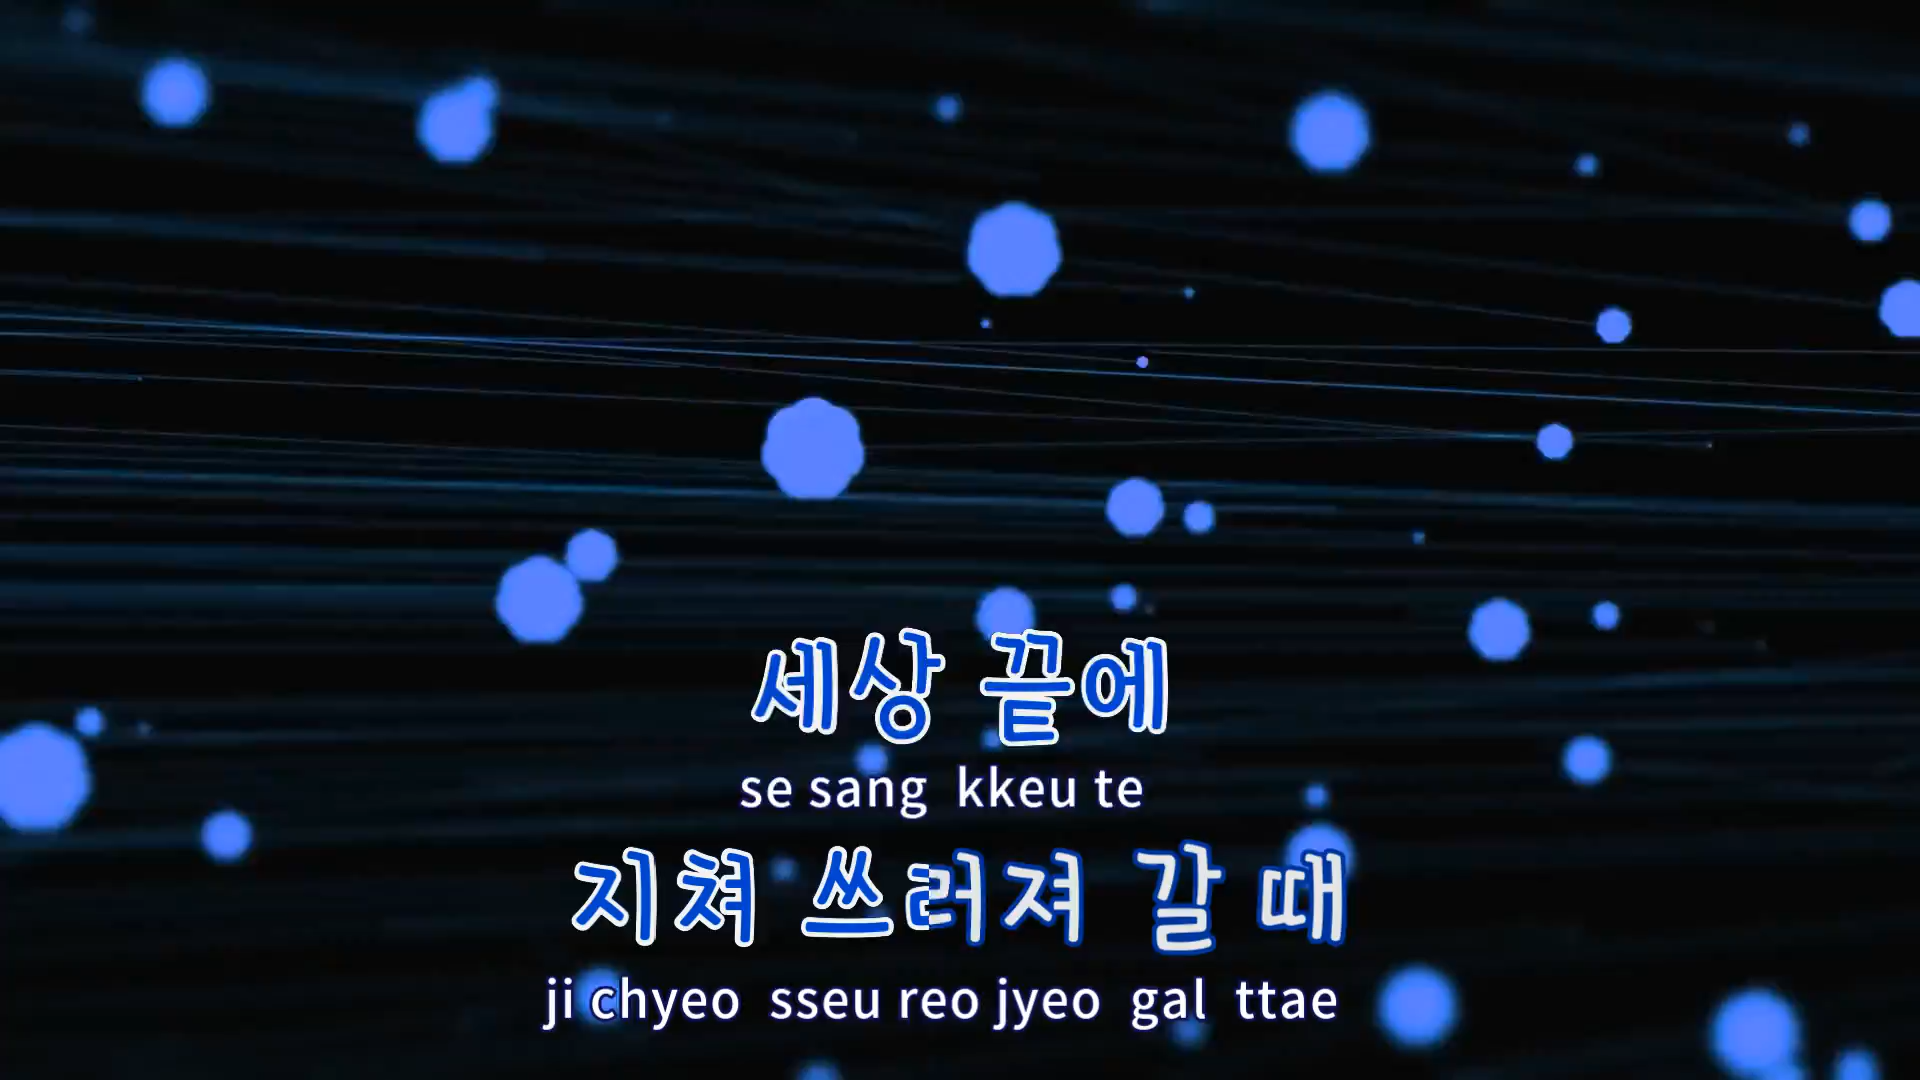 세상 끝에
se sang kkeu te
지쳐 쓰러져 갈 때
ji chyeo sseu reo jyeo gal ttae